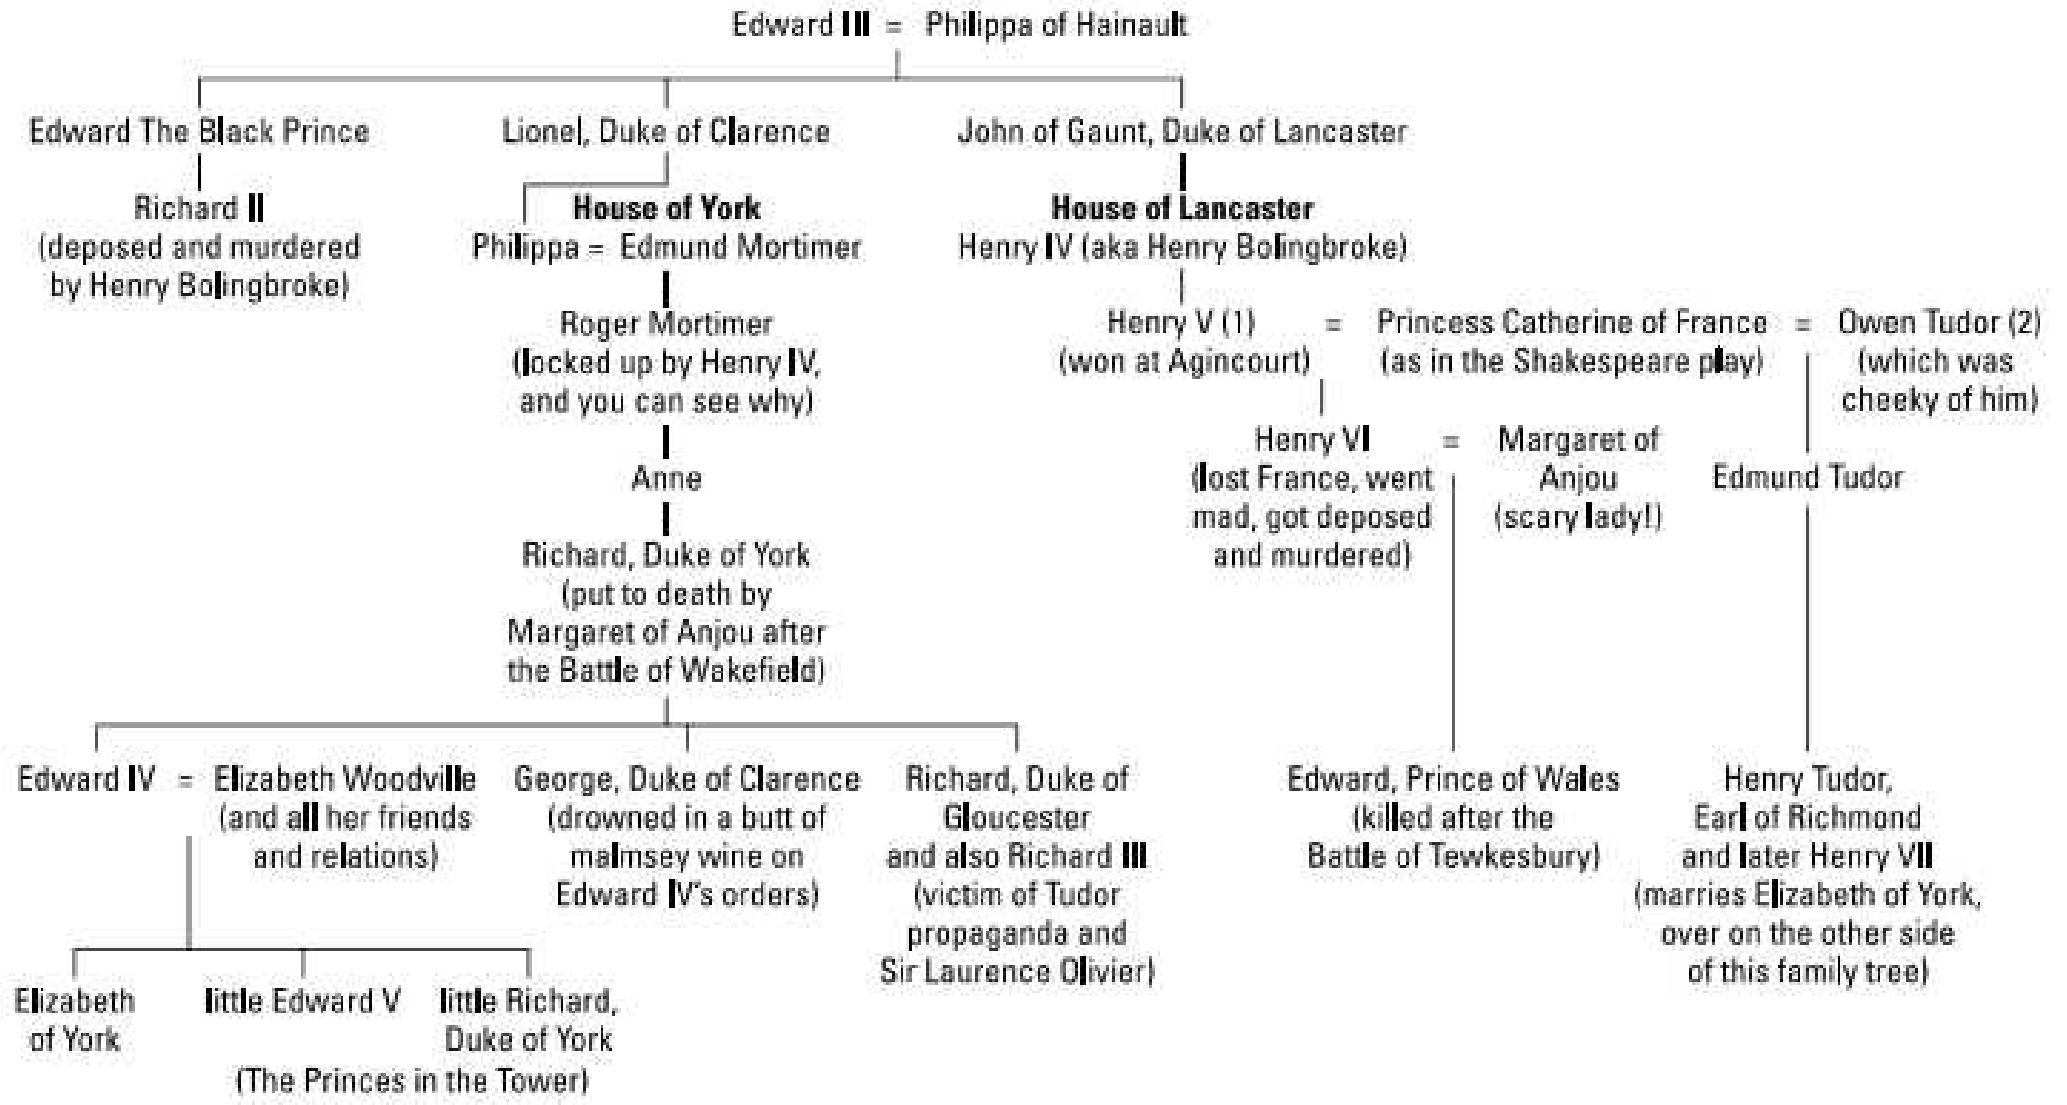 Edward III = Philippa of Hainault
Edward The Black Prince
Lionel, Duke of Clarence
John of Gaunt, Duke of Lancaster
Richard II
(deposed and murdered
by Henry Bolingbroke)
House of York
Philippa = Edmund Mortimer
House of Lancaster
Henry IV (aka Henry Bolingbroke)
Roger Mortimer
(locked up by Henry IV,
and you can see why)
Henry V (1)
(won at Agincourt)
=
Princess Catherine of France
(as in the Shakespeare play)
=
Owen Tudor (2)
(which was
cheeky of him)
Anne
Henry VI
(lost France, went
mad, got deposed
and murdered)
=
Margaret of
Anjou
(scary lady!)
Edmund Tudor
Richard, Duke of York
(put to death by
Margaret of Anjou after
the Battle of Wakefield)
Edward IV
=
Elizabeth Woodville
(and all her friends
and relations)
George, Duke of Clarence
(drowned in a butt of
malmsey wine on
Edward IV's orders)
Richard, Duke of
Gloucester
and also Richard III
(victim of Tudor
propaganda and
Sir Laurence Olivier)
Edward, Prince of Wales
(killed after the
Battle of Tewkesbury)
Henry Tudor,
Earl of Richmond
and later Henry VII
(marries Elizabeth of York,
over on the other side
of this family tree)
Elizabeth
of York
little Edward V
little Richard,
Duke of York
(The Princes in the Tower)